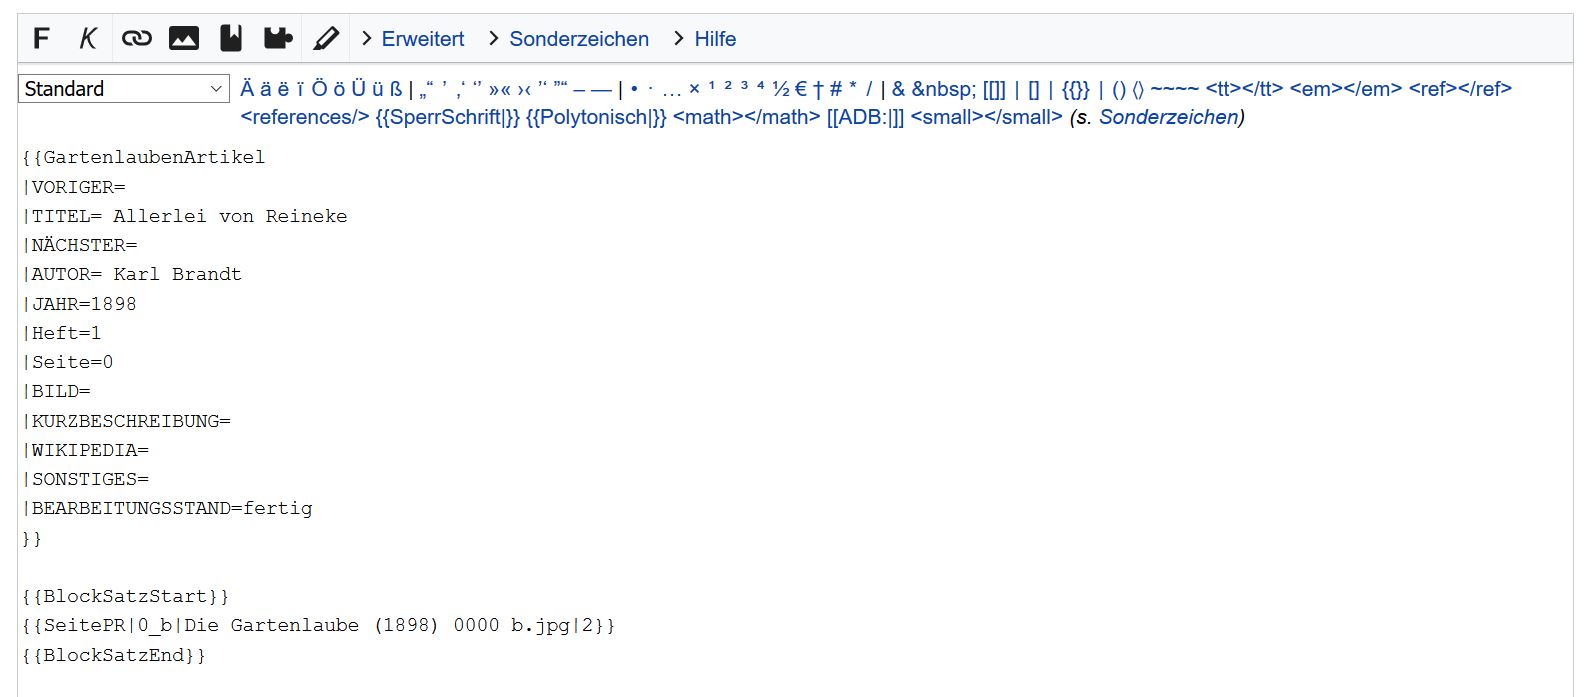 F K > Erweitert > Sonderzeichen > Hilfe
Standard Ä ä ë ï Ö ö Ü ü ß | „“ ’ ‚‘ “” »« ›‹ ’‘ ”“ – — | • · … × ¹ ² ³ ⁴ ½ € † # * / | & &nbsp; [[]] | [] | {{}} | () ⟨⟩ ~~~~ <tt></tt> <em></em> <ref></ref>
<references/> {{SperrSchrift|}} {{Polytonisch|}} <math></math> [[ADB:|]] <small></small> (s. Sonderzeichen)
{{GartenlaubenArtikel
|VORIGER=
|TITEL= Allerlei von Reineke
|NÄCHSTER=
|AUTOR= Karl Brandt
|JAHR=1898
|Heft=1
|Seite=0
|BILD=
|KURZBESCHREIBUNG=
|WIKIPEDIA=
|SONSTIGES=
|BEARBEITUNGSSTAND=fertig
}}
{{BlockSatzStart}}
{{SeitePR|0_b|Die Gartenlaube (1898) 0000 b.jpg|2}}
{{BlockSatzEnd}}